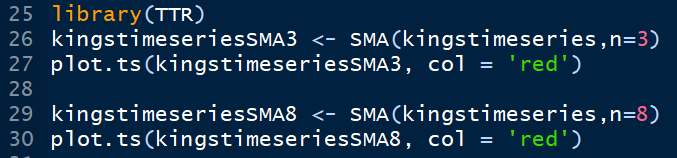 25 library(TTR)
26 kingstimeseriesSMA3 <- SMA(kingstimeseries,n=3)
27 plot.ts(kingstimeseriesSMA3, col = 'red')
28
29 kingstimeseriesSMA8 <- SMA(kingstimeseries,n=8)
30 plot.ts(kingstimeseriesSMA8, col = 'red')